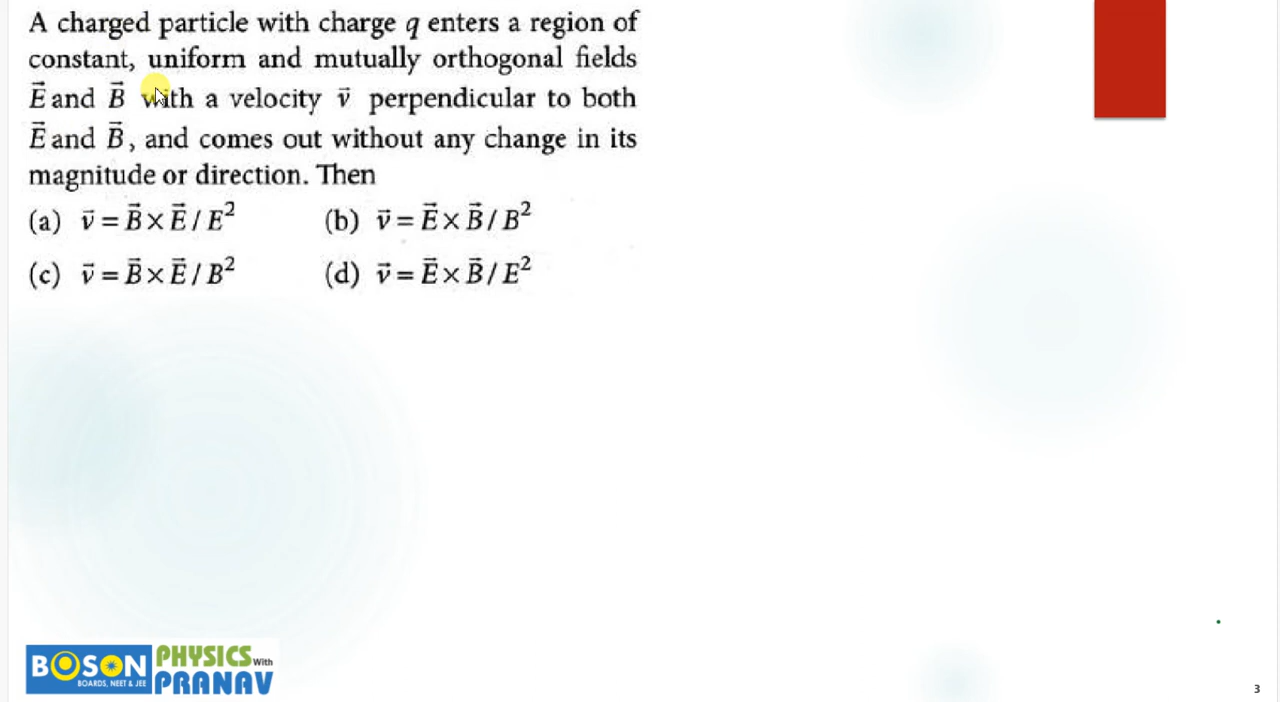 A charged particle with charge q enters a region of
constant, uniform and mutually orthogonal fields
E⃗ and B⃗ with a velocity v⃗ perpendicular to both
E⃗ and B⃗, and comes out without any change in its
magnitude or direction. Then
(a) v⃗ = B⃗ × E⃗ / E² (b) v⃗ = E⃗ × B⃗ / B²
(c) v⃗ = B⃗ × E⃗ / B² (d) v⃗ = E⃗ × B⃗ / E²
BOSON
BOARDS, NEET & JEE
PHYSICS With
PRANAV
3